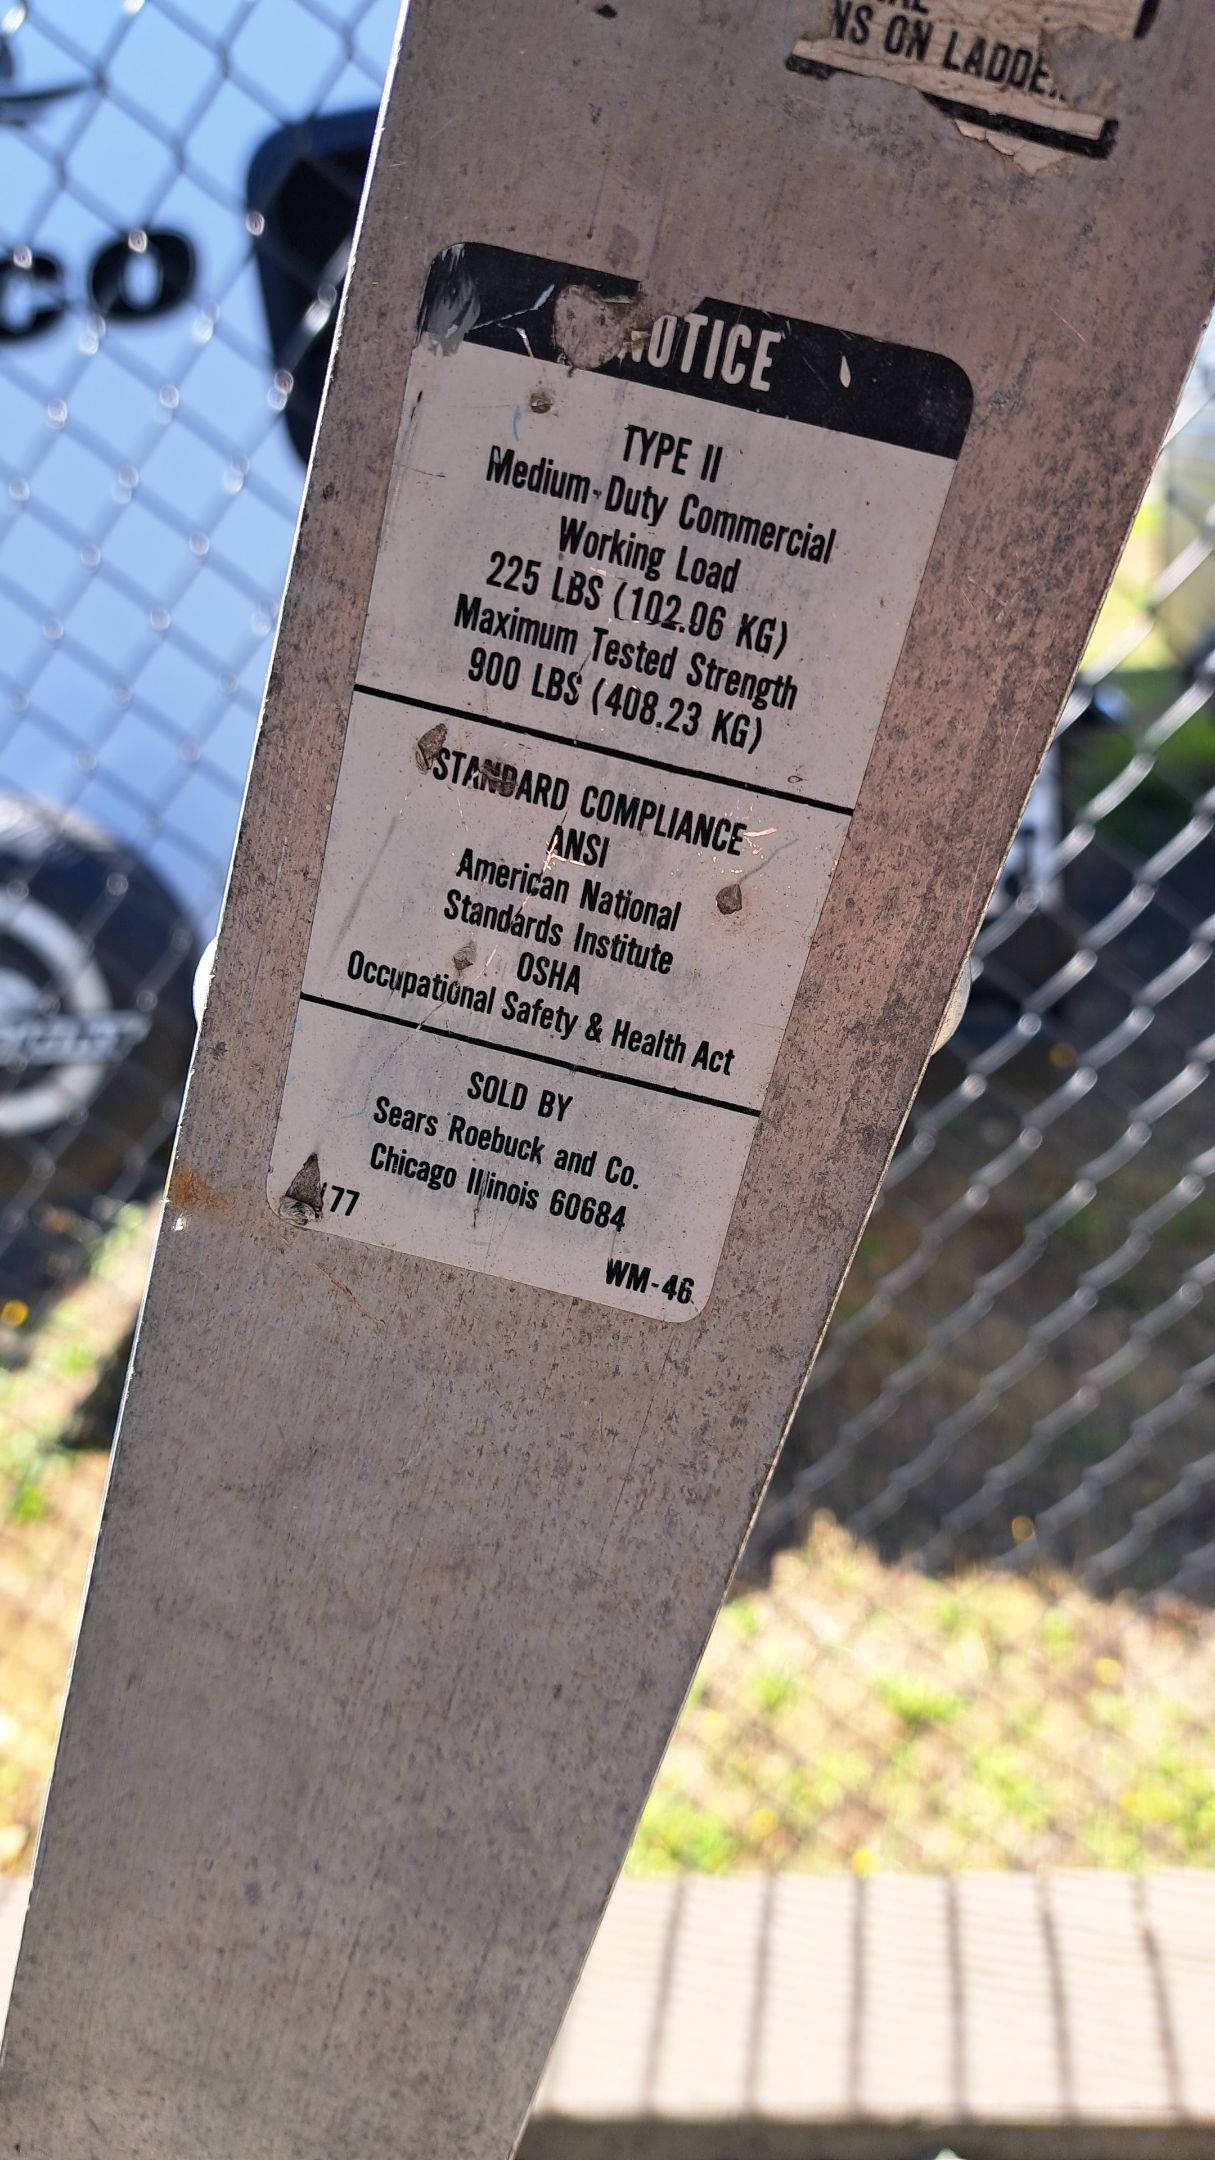 NS ON LADDE
co
NOTICE
TYPE II
Medium-Duty Commercial
Working Load
225 LBS (102.06 KG)
Maximum Tested Strength
900 LBS (408.23 KG)
STANDARD COMPLIANCE
ANSI
American National
Standards Institute
OSHA
Occupational Safety & Health Act
SOLD BY
Sears Roebuck and Co.
Chicago Illinois 60684
177
WM-46